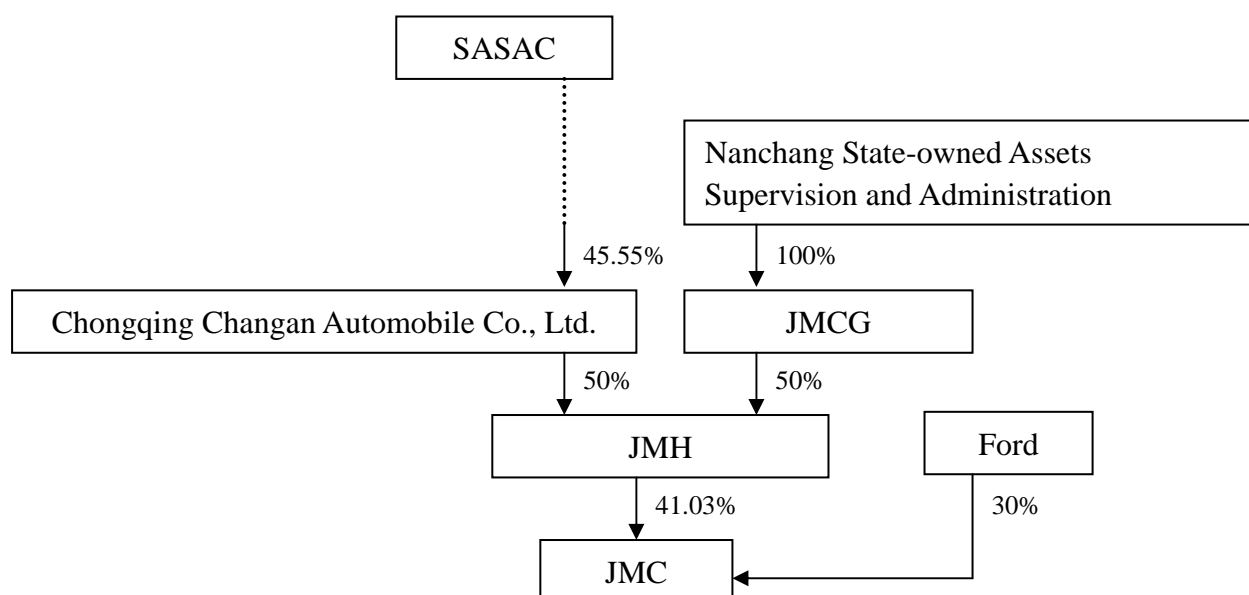 SASAC
Nanchang State-owned Assets
Supervision and Administration
45.55%
100%
Chongqing Changan Automobile Co., Ltd.
JMCG
50%
50%
JMH
Ford
41.03%
30%
JMC